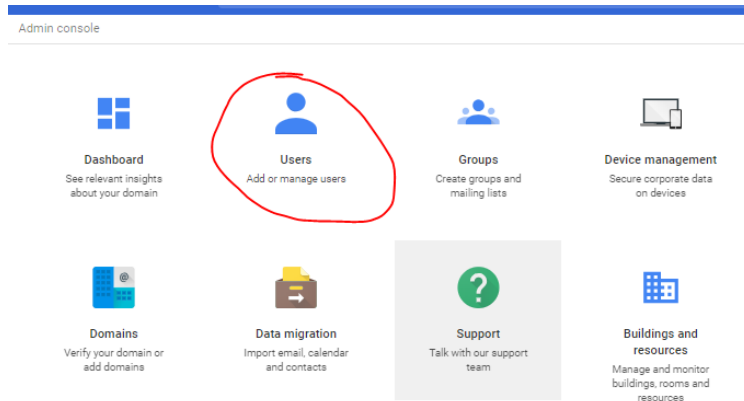 Admin console
Dashboard
See relevant insights
about your domain
Users
Add or manage users
Groups
Create groups and
mailing lists
Device management
Secure corporate data
on devices
@
Domains
Verify your domain or
add domains
Data migration
Import email, calendar
and contacts
?
Support
Talk with our support
team
Buildings and
resources
Manage and monitor
buildings, rooms and
resources